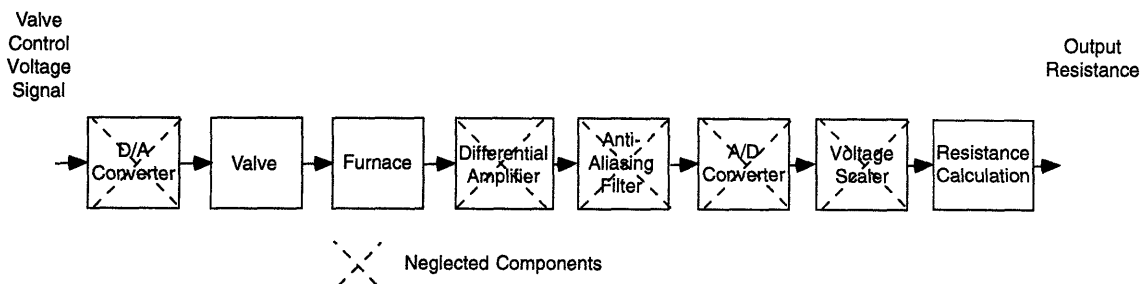 Valve
Control
Voltage
Signal
Output
Resistance
D/A
Converter
Valve
Furnace
Differential
Amplifier
Anti-
Aliasing
Filter
A/D
Converter
Voltage
Scaler
Resistance
Calculation
Neglected Components